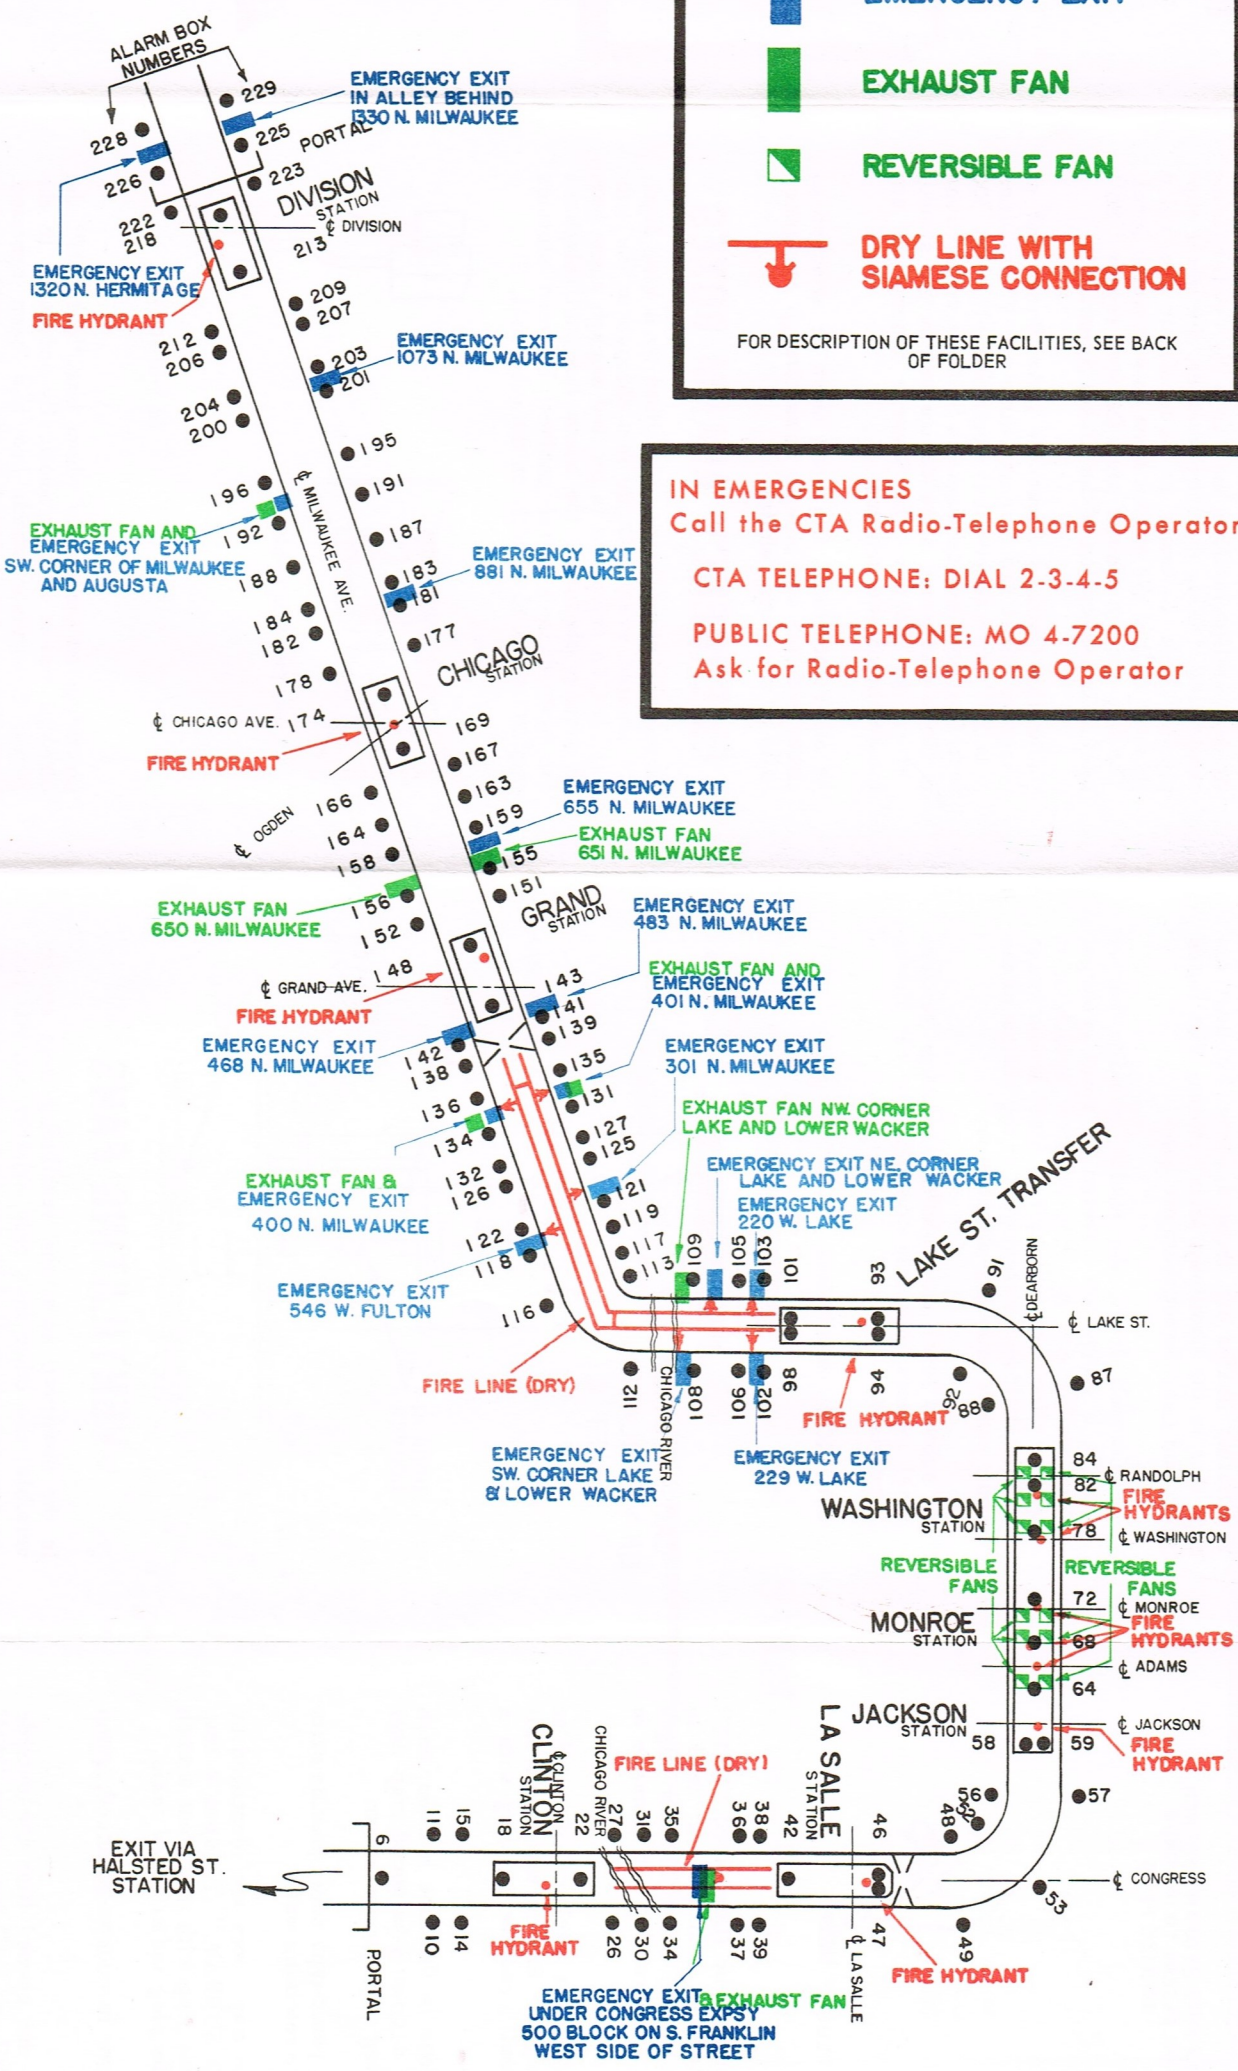 EMERGENCY EXIT
EXHAUST FAN
REVERSIBLE FAN
DRY LINE WITH
SIAMESE CONNECTION
FOR DESCRIPTION OF THESE FACILITIES, SEE BACK
OF FOLDER
IN EMERGENCIES
Call the CTA Radio-Telephone Operator
CTA TELEPHONE: DIAL 2-3-4-5
PUBLIC TELEPHONE: MO 4-7200
Ask for Radio-Telephone Operator
ALARM BOX
NUMBERS
229
EMERGENCY EXIT
IN ALLEY BEHIND
1330 N. MILWAUKEE
228
225
PORTAL
226
223
DIVISION
STATION
222
218
℄ DIVISION
213
EMERGENCY EXIT
1320 N. HERMITAGE
FIRE HYDRANT
209
207
212
206
203
201
EMERGENCY EXIT
1073 N. MILWAUKEE
204
200
195
191
196
192
℄ MILWAUKEE AVE.
EXHAUST FAN AND
EMERGENCY EXIT
SW. CORNER OF MILWAUKEE
AND AUGUSTA
187
183
181
EMERGENCY EXIT
881 N. MILWAUKEE
188
184
182
177
CHICAGO
STATION
178
℄ CHICAGO AVE.
174
169
FIRE HYDRANT
167
163
159
155
151
EMERGENCY EXIT
655 N. MILWAUKEE
EXHAUST FAN
651 N. MILWAUKEE
℄ OGDEN
166
164
158
156
152
EXHAUST FAN
650 N. MILWAUKEE
GRAND
STATION
148
℄ GRAND AVE.
FIRE HYDRANT
EMERGENCY EXIT
483 N. MILWAUKEE
143
141
139
EXHAUST FAN AND
EMERGENCY EXIT
401 N. MILWAUKEE
EMERGENCY EXIT
468 N. MILWAUKEE
142
138
135
131
EMERGENCY EXIT
301 N. MILWAUKEE
136
134
127
125
EXHAUST FAN NW. CORNER
LAKE AND LOWER WACKER
EXHAUST FAN &
EMERGENCY EXIT
400 N. MILWAUKEE
132
126
121
119
117
113
EMERGENCY EXIT NE. CORNER
LAKE AND LOWER WACKER
EMERGENCY EXIT
220 W. LAKE
122
118
116
EMERGENCY EXIT
546 W. FULTON
109
105
103
101
93
LAKE ST. TRANSFER
91
℄ DEARBORN
℄ LAKE ST.
FIRE LINE (DRY)
112
CHICAGO RIVER
108
106
102
98
94
FIRE HYDRANT
92
88
87
EMERGENCY EXIT
SW. CORNER LAKE
& LOWER WACKER
EMERGENCY EXIT
229 W. LAKE
84
℄ RANDOLPH
82
FIRE
HYDRANTS
WASHINGTON
STATION
78
℄ WASHINGTON
REVERSIBLE
FANS
REVERSIBLE
FANS
72
℄ MONROE
MONROE
STATION
68
FIRE
HYDRANTS
℄ ADAMS
64
JACKSON
STATION
℄ JACKSON
58
59
FIRE
HYDRANT
56
52
48
57
CLINTON
STATION
℄ CLINTON
CHICAGO RIVER
FIRE LINE (DRY)
LA SALLE
STATION
EXIT VIA
HALSTED ST.
STATION
6
11
15
18
22
27
31
35
36
38
42
46
℄ CONGRESS
53
PORTAL
10
14
FIRE
HYDRANT
26
30
34
37
39
47
℄ LA SALLE
49
FIRE HYDRANT
EMERGENCY EXIT & EXHAUST FAN
UNDER CONGRESS EXPSY
500 BLOCK ON S. FRANKLIN
WEST SIDE OF STREET